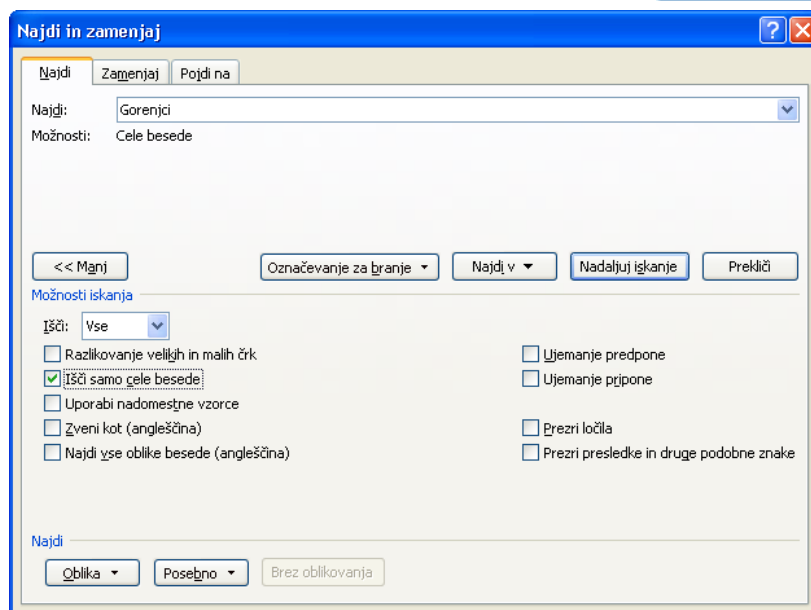 Najdi in zamenjaj
Najdi Zamenjaj Pojdi na
Najdi: Gorenjci
Možnosti: Cele besede
<< Manj Označevanje za branje Najdi v Nadaljuj iskanje Prekliči
Možnosti iskanja
Išči: Vse
Razlikovanje velikih in malih črk Ujemanje predpone
Išči samo cele besede Ujemanje pripone
Uporabi nadomestne vzorce
Zveni kot (angleščina) Prezri ločila
Najdi vse oblike besede (angleščina) Prezri presledke in druge podobne znake
Najdi
Oblika Posebno Brez oblikovanja